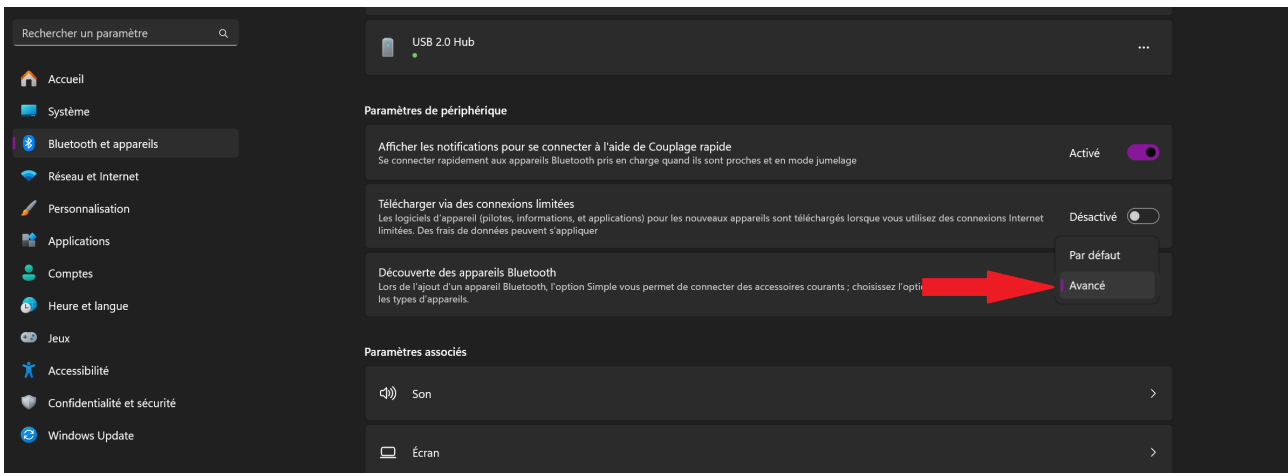 Rechercher un paramètre
Accueil
Système
Bluetooth et appareils
Réseau et Internet
Personnalisation
Applications
Comptes
Heure et langue
Jeux
Accessibilité
Confidentialité et sécurité
Windows Update
USB 2.0 Hub
Paramètres de périphérique
Afficher les notifications pour se connecter à l'aide de Couplage rapide
Se connecter rapidement aux appareils Bluetooth pris en charge quand ils sont proches et en mode jumelage
Activé
Télécharger via des connexions limitées
Les logiciels d'appareil (pilotes, informations, et applications) pour les nouveaux appareils sont téléchargés lorsque vous utilisez des connexions Internet
limitées. Des frais de données peuvent s'appliquer
Désactivé
Découverte des appareils Bluetooth
Lors de l'ajout d'un appareil Bluetooth, l'option Simple vous permet de connecter des accessoires courants ; choisissez
les types d'appareils.
Par défaut
Avancé
Paramètres associés
Son
Écran